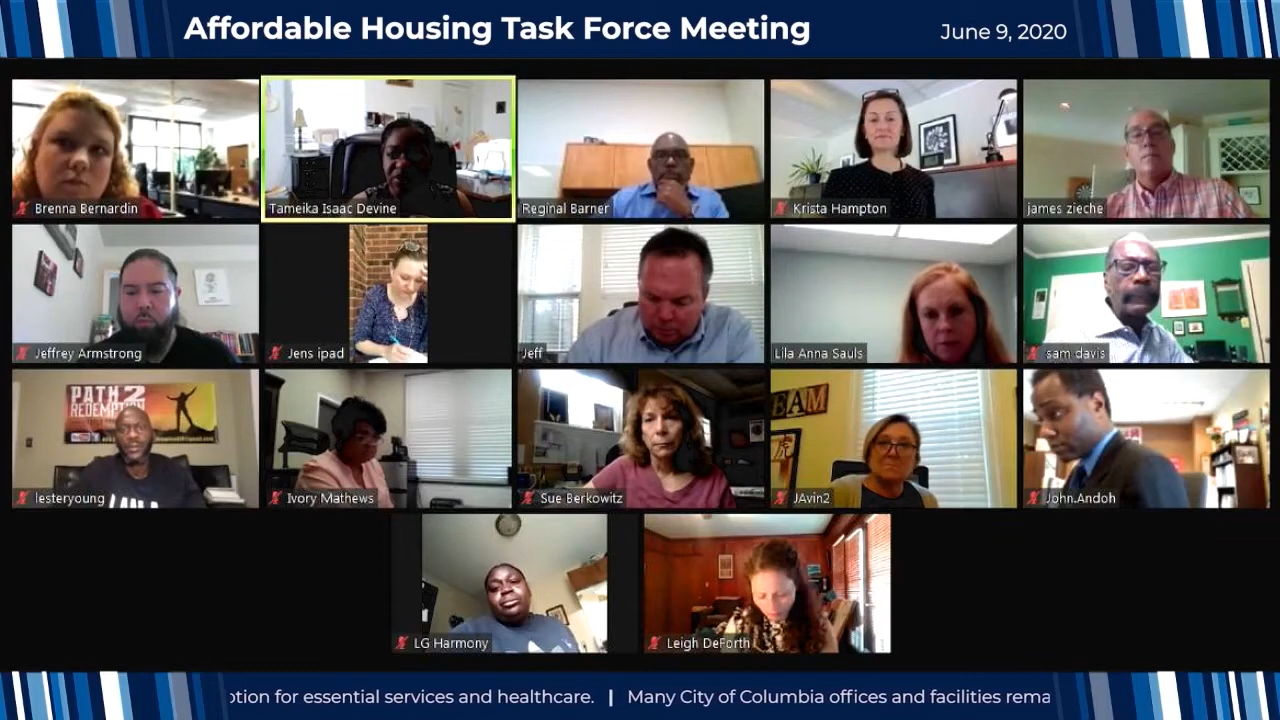 Affordable Housing Task Force Meeting
June 9, 2020
Brenna Bernardin
Tameika Isaac Devine
Reginal Barner
Krista Hampton
james zieche
Jeffrey Armstrong
Jens ipad
Jeff
Lila Anna Sauls
sam davis
PATH 2
REDEMPTION
lesteryoung
I AM A
Ivory Mathews
Sue Berkowitz
EAM
JAvin2
John.Andoh
LG Harmony
Leigh DeForth
ption for essential services and healthcare. | Many City of Columbia offices and facilities rema